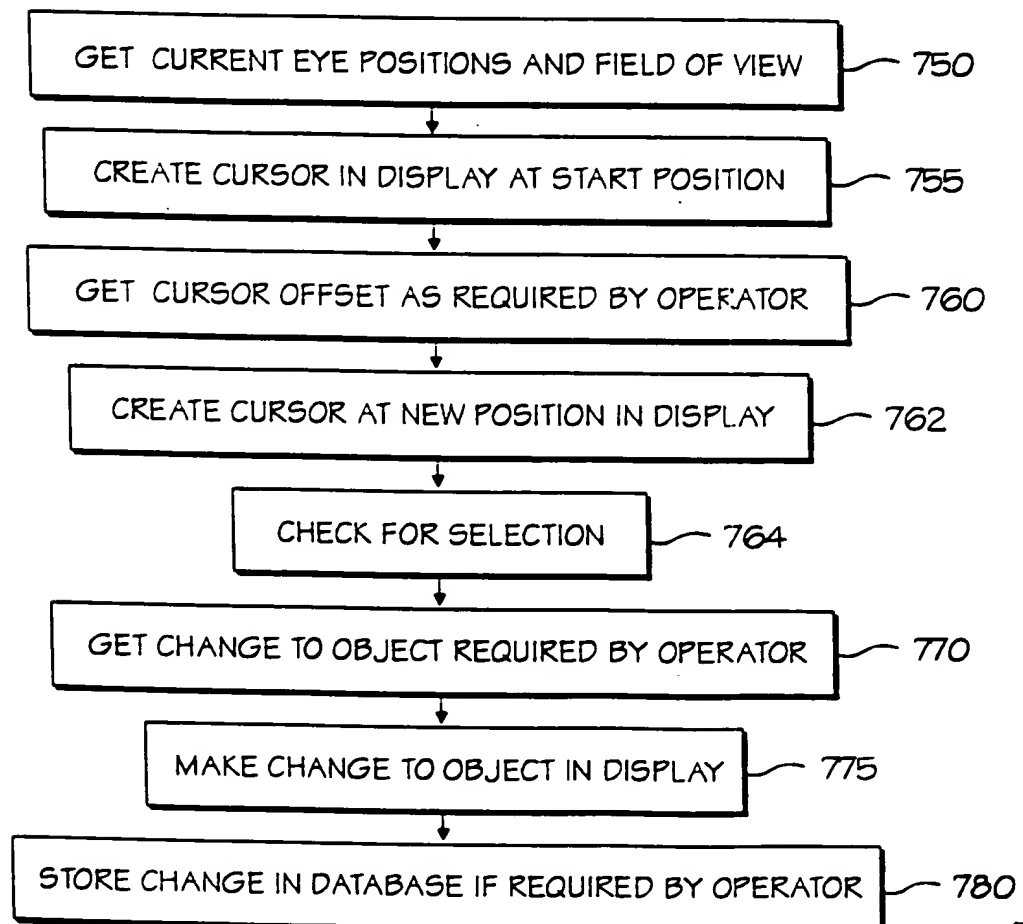 GET CURRENT EYE POSITIONS AND FIELD OF VIEW 750
CREATE CURSOR IN DISPLAY AT START POSITION 755
GET CURSOR OFFSET AS REQUIRED BY OPERATOR 760
CREATE CURSOR AT NEW POSITION IN DISPLAY 762
CHECK FOR SELECTION 764
GET CHANGE TO OBJECT REQUIRED BY OPERATOR 770
MAKE CHANGE TO OBJECT IN DISPLAY 775
STORE CHANGE IN DATABASE IF REQUIRED BY OPERATOR 780